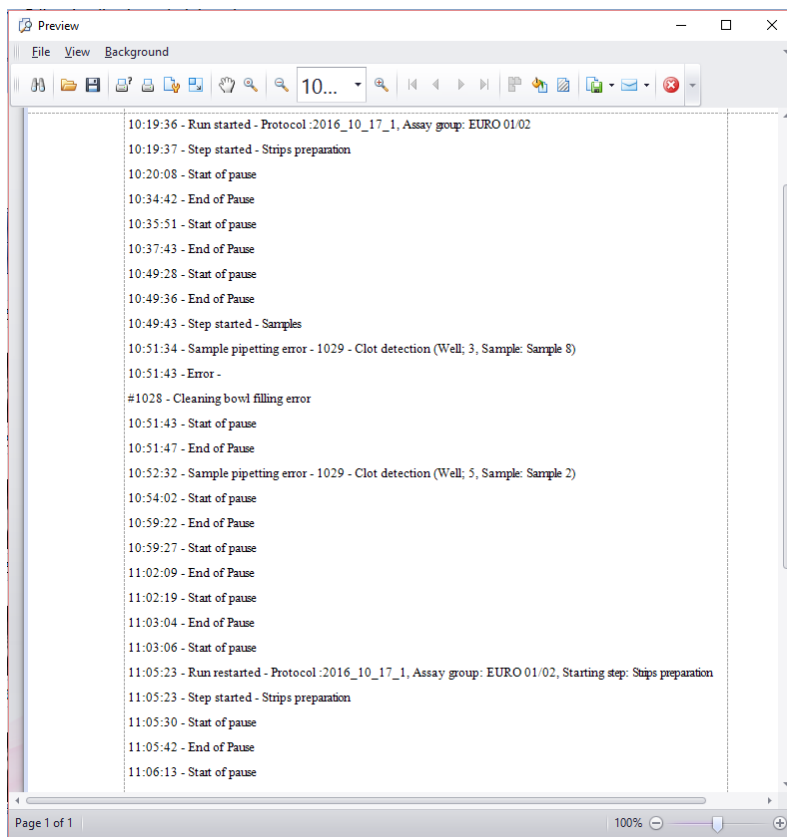 Preview
File View Background
10...
10:19:36 - Run started - Protocol :2016_10_17_1, Assay group: EURO 01/02
10:19:37 - Step started - Strips preparation
10:20:08 - Start of pause
10:34:42 - End of Pause
10:35:51 - Start of pause
10:37:43 - End of Pause
10:49:28 - Start of pause
10:49:36 - End of Pause
10:49:43 - Step started - Samples
10:51:34 - Sample pipetting error - 1029 - Clot detection (Well; 3, Sample: Sample 8)
10:51:43 - Error -
#1028 - Cleaning bowl filling error
10:51:43 - Start of pause
10:51:47 - End of Pause
10:52:32 - Sample pipetting error - 1029 - Clot detection (Well; 5, Sample: Sample 2)
10:54:02 - Start of pause
10:59:22 - End of Pause
10:59:27 - Start of pause
11:02:09 - End of Pause
11:02:19 - Start of pause
11:03:04 - End of Pause
11:03:06 - Start of pause
11:05:23 - Run restarted - Protocol :2016_10_17_1, Assay group: EURO 01/02, Starting step: Strips preparation
11:05:23 - Step started - Strips preparation
11:05:30 - Start of pause
11:05:42 - End of Pause
11:06:13 - Start of pause
Page 1 of 1 100%